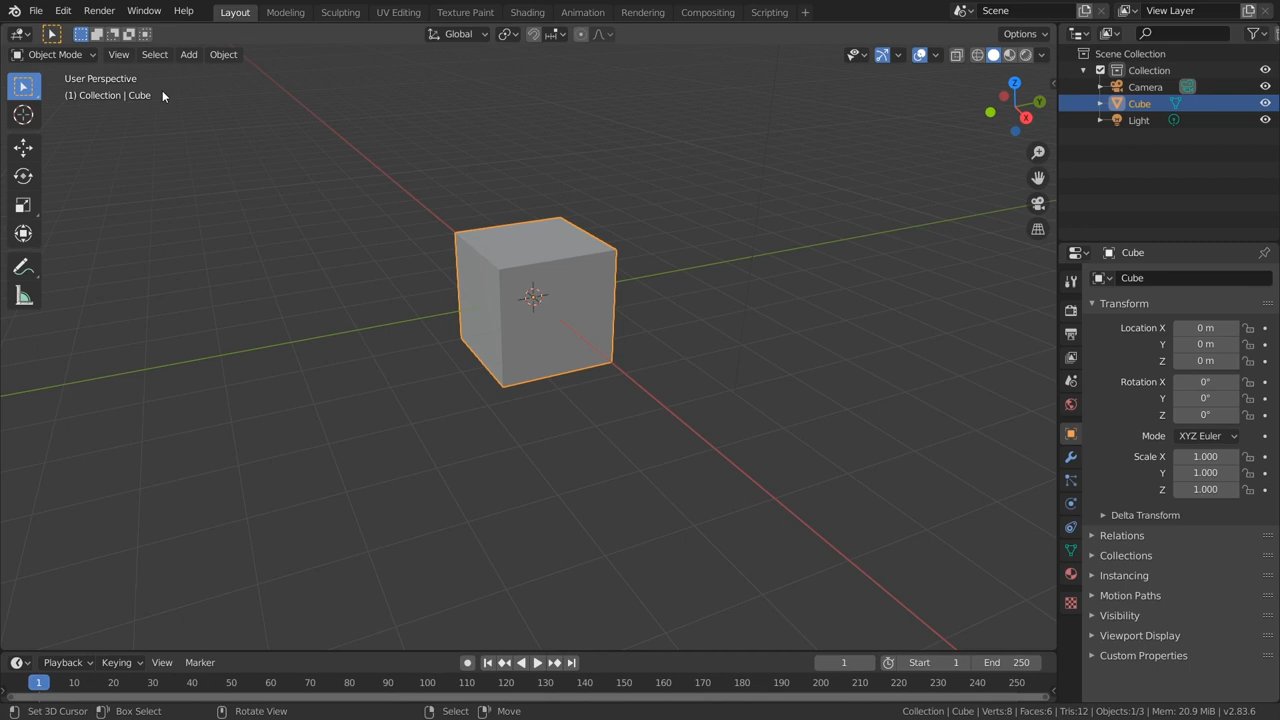 File Edit Render Window Help Layout Modeling Sculpting UV Editing Texture Paint Shading Animation Rendering Compositing Scripting + Scene View Layer
Global Options
Object Mode View Select Add Object
User Perspective
(1) Collection | Cube
Z
Y
X
Scene Collection
Collection
Camera
Cube
Light
Cube
Cube
Transform
Location X 0 m
Y 0 m
Z 0 m
Rotation X 0°
Y 0°
Z 0°
Mode XYZ Euler
Scale X 1.000
Y 1.000
Z 1.000
Delta Transform
Relations
Collections
Instancing
Motion Paths
Visibility
Viewport Display
Custom Properties
Playback Keying View Marker 1 Start 1 End 250
1 10 20 30 40 50 60 70 80 90 100 110 120 130 140 150 160 170 180 190 200 210 220 230 240 250
Set 3D Cursor Box Select Rotate View Select Move Collection | Cube | Verts:8 | Faces:6 | Tris:12 | Objects:1/3 | Mem: 20.9 MiB | v2.83.6